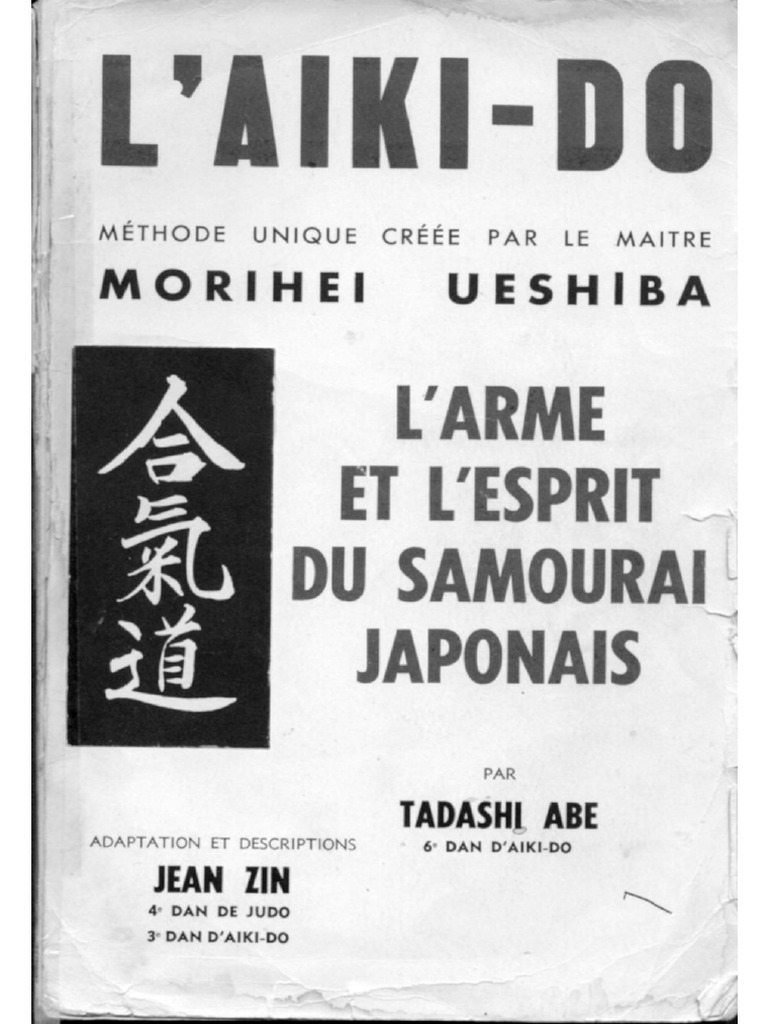 L'AIKI-DO
MÉTHODE UNIQUE CRÉÉE PAR LE MAITRE
MORIHEI UESHIBA
合氣道
L'ARME
ET L'ESPRIT
DU SAMOURAI
JAPONAIS
PAR
TADASHI ABE
6e DAN D'AIKI-DO
ADAPTATION ET DESCRIPTIONS
JEAN ZIN
4e DAN DE JUDO
3e DAN D'AIKI-DO